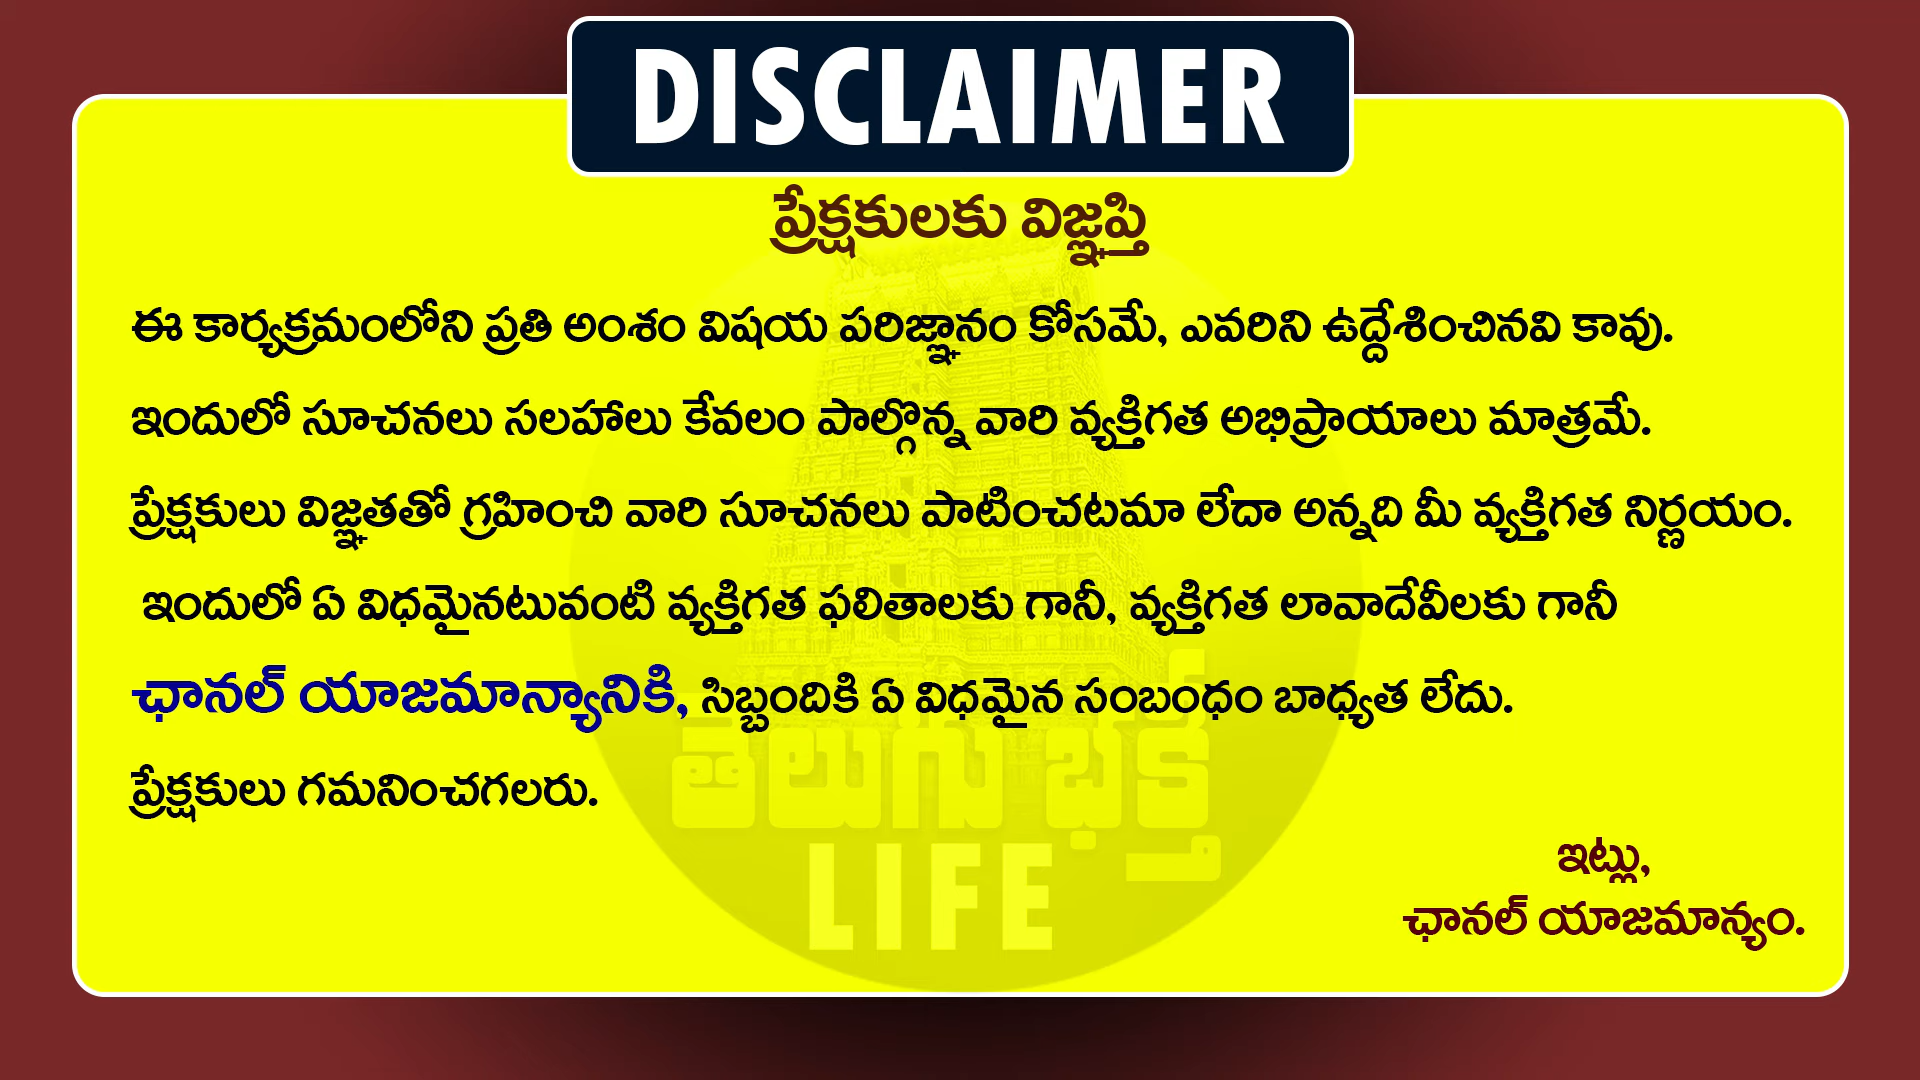 DISCLAIMER
ప్రేక్షకులకు విజ్ఞప్తి
ఈ కార్యక్రమంలోని ప్రతి అంశం విషయ పరిజ్ఞానం కోసమే, ఎవరిని ఉద్దేశించినవి కావు.
ఇందులో సూచనలు సలహాలు కేవలం పాల్గొన్న వారి వ్యక్తిగత అభిప్రాయాలు మాత్రమే.
ప్రేక్షకులు విజ్ఞతతో గ్రహించి వారి సూచనలు పాటించటమా లేదా అన్నది మీ వ్యక్తిగత నిర్ణయం.
ఇందులో ఏ విధమైనటువంటి వ్యక్తిగత ఫలితాలకు గానీ, వ్యక్తిగత లావాదేవీలకు గానీ
ఛానల్ యాజమాన్యానికి, సిబ్బందికి ఏ విధమైన సంబంధం బాధ్యత లేదు.
తెలుగు భక్తి
ప్రేక్షకులు గమనించగలరు.
LIFE
ఇట్లు,
ఛానల్ యాజమాన్యం.